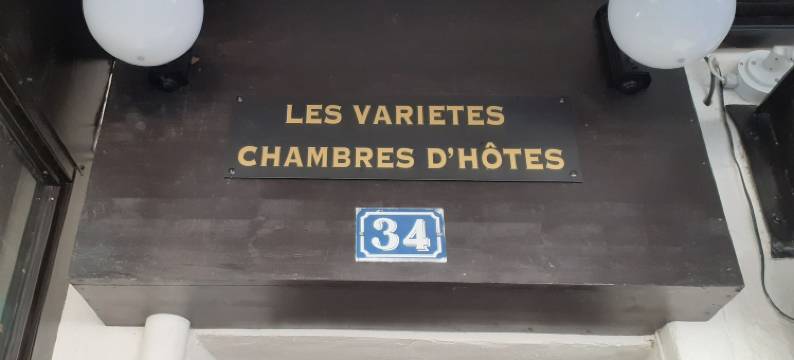 LES VARIETES
CHAMBRES D'HÔTES
34